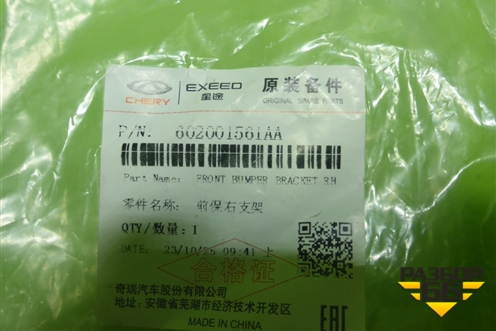 CHERY EXEED 星途 原装备件
ORIGINAL SPARE PARTS
P/N. 602001561AA
Part Name: FRONT BUMPER BRACKET RH
零件名称: 前保右支架
QTY/数量: 1
DATE: 23/10/25 09:41 上
合格证
奇瑞汽车股份有限公司
地址: 安徽省芜湖市经济技术开发区
MADE IN CHINA
EAC
РАЗБОР